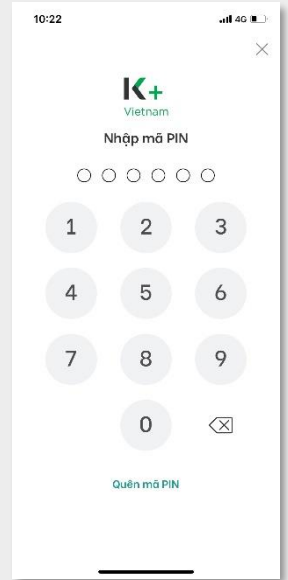 10:22 4G
K+
Vietnam
Nhập mã PIN
1 2 3
4 5 6
7 8 9
0
Quên mã PIN